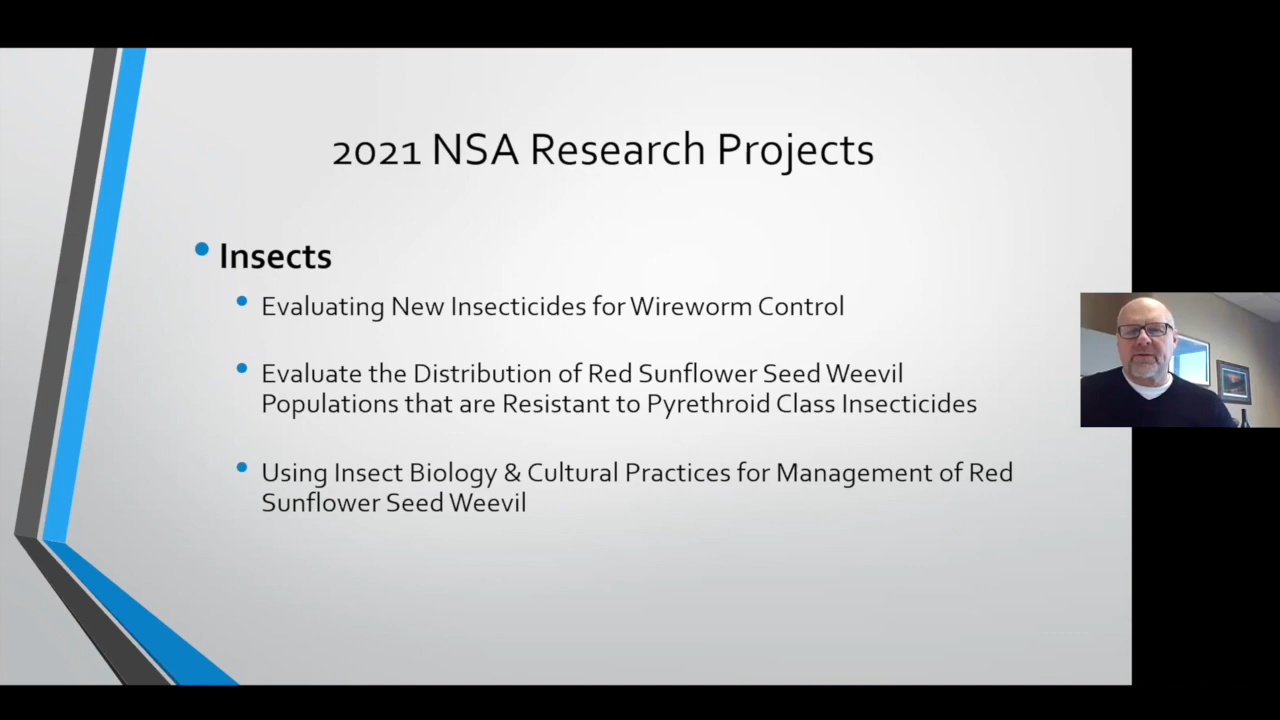 2021 NSA Research Projects
Insects
Evaluating New Insecticides for Wireworm Control
Evaluate the Distribution of Red Sunflower Seed Weevil
Populations that are Resistant to Pyrethroid Class Insecticides
Using Insect Biology & Cultural Practices for Management of Red
Sunflower Seed Weevil